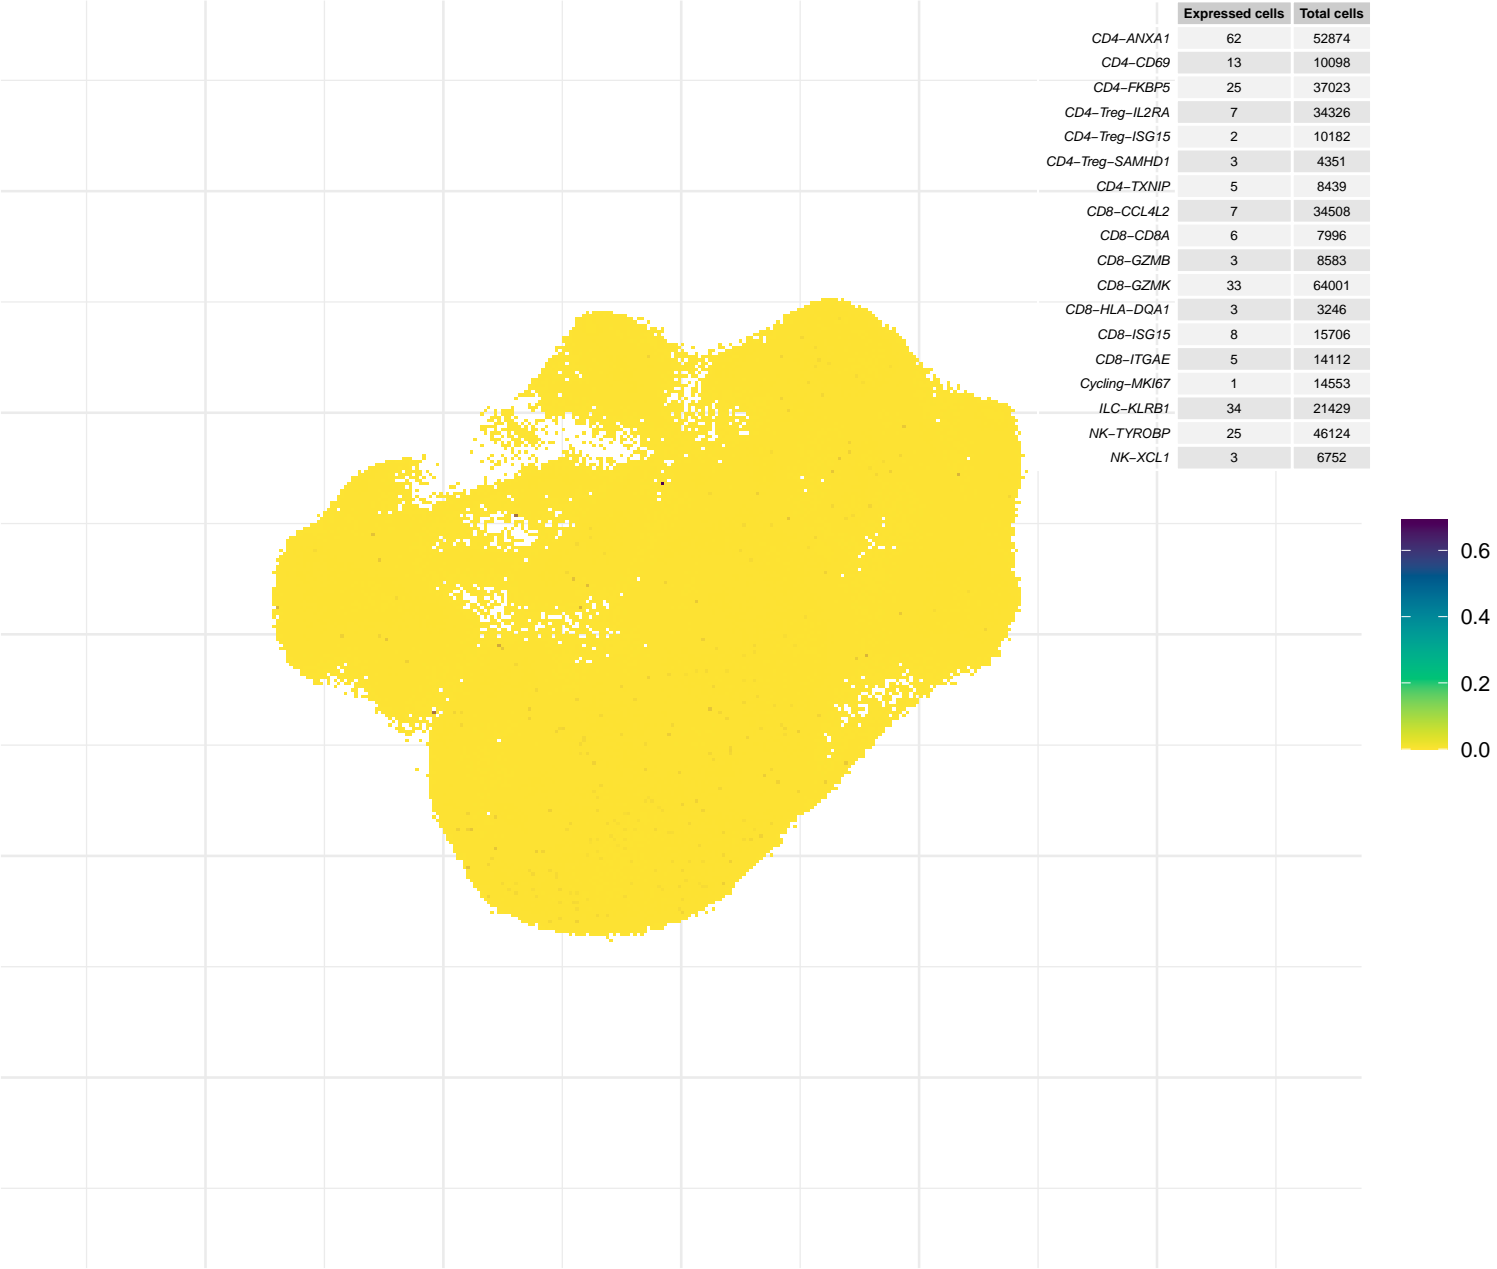 Expressed cells Total cells
CD4−ANXA1 62 52874
CD4−CD69 13 10098
CD4−FKBP5 25 37023
CD4−Treg−IL2RA 7 34326
CD4−Treg−ISG15 2 10182
CD4−Treg−SAMHD1 3 4351
CD4−TXNIP 5 8439
CD8−CCL4L2 7 34508
CD8−CD8A 6 7996
CD8−GZMB 3 8583
CD8−GZMK 33 64001
CD8−HLA−DQA1 3 3246
CD8−ISG15 8 15706
CD8−ITGAE 5 14112
Cycling−MKI67 1 14553
ILC−KLRB1 34 21429
NK−TYROBP 25 46124
NK−XCL1 3 6752
0.6
0.4
0.2
0.0